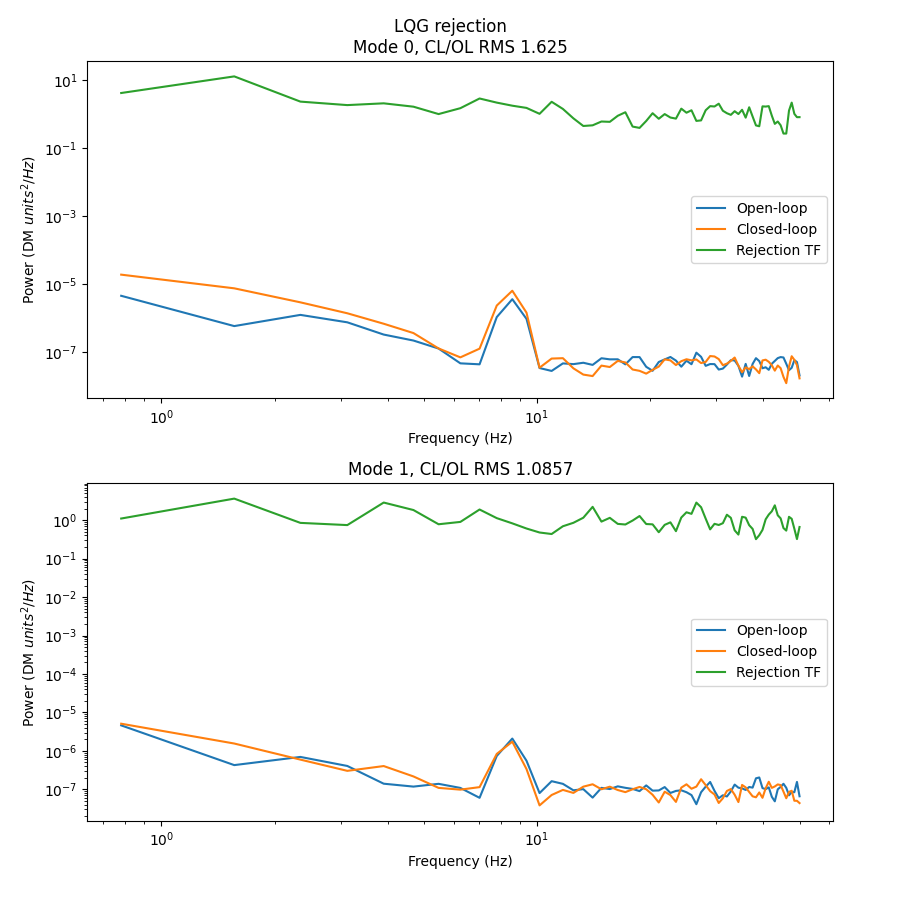 LQG rejection
Mode 0, CL/OL RMS 1.625
10¹
10⁻¹
10⁻³
10⁻⁵
10⁻⁷
Power (DM units²/Hz)
Open-loop
Closed-loop
Rejection TF
10⁰
10¹
Frequency (Hz)
Mode 1, CL/OL RMS 1.0857
10⁰
10⁻¹
10⁻²
10⁻³
10⁻⁴
10⁻⁵
10⁻⁶
10⁻⁷
Power (DM units²/Hz)
Open-loop
Closed-loop
Rejection TF
10⁰
10¹
Frequency (Hz)